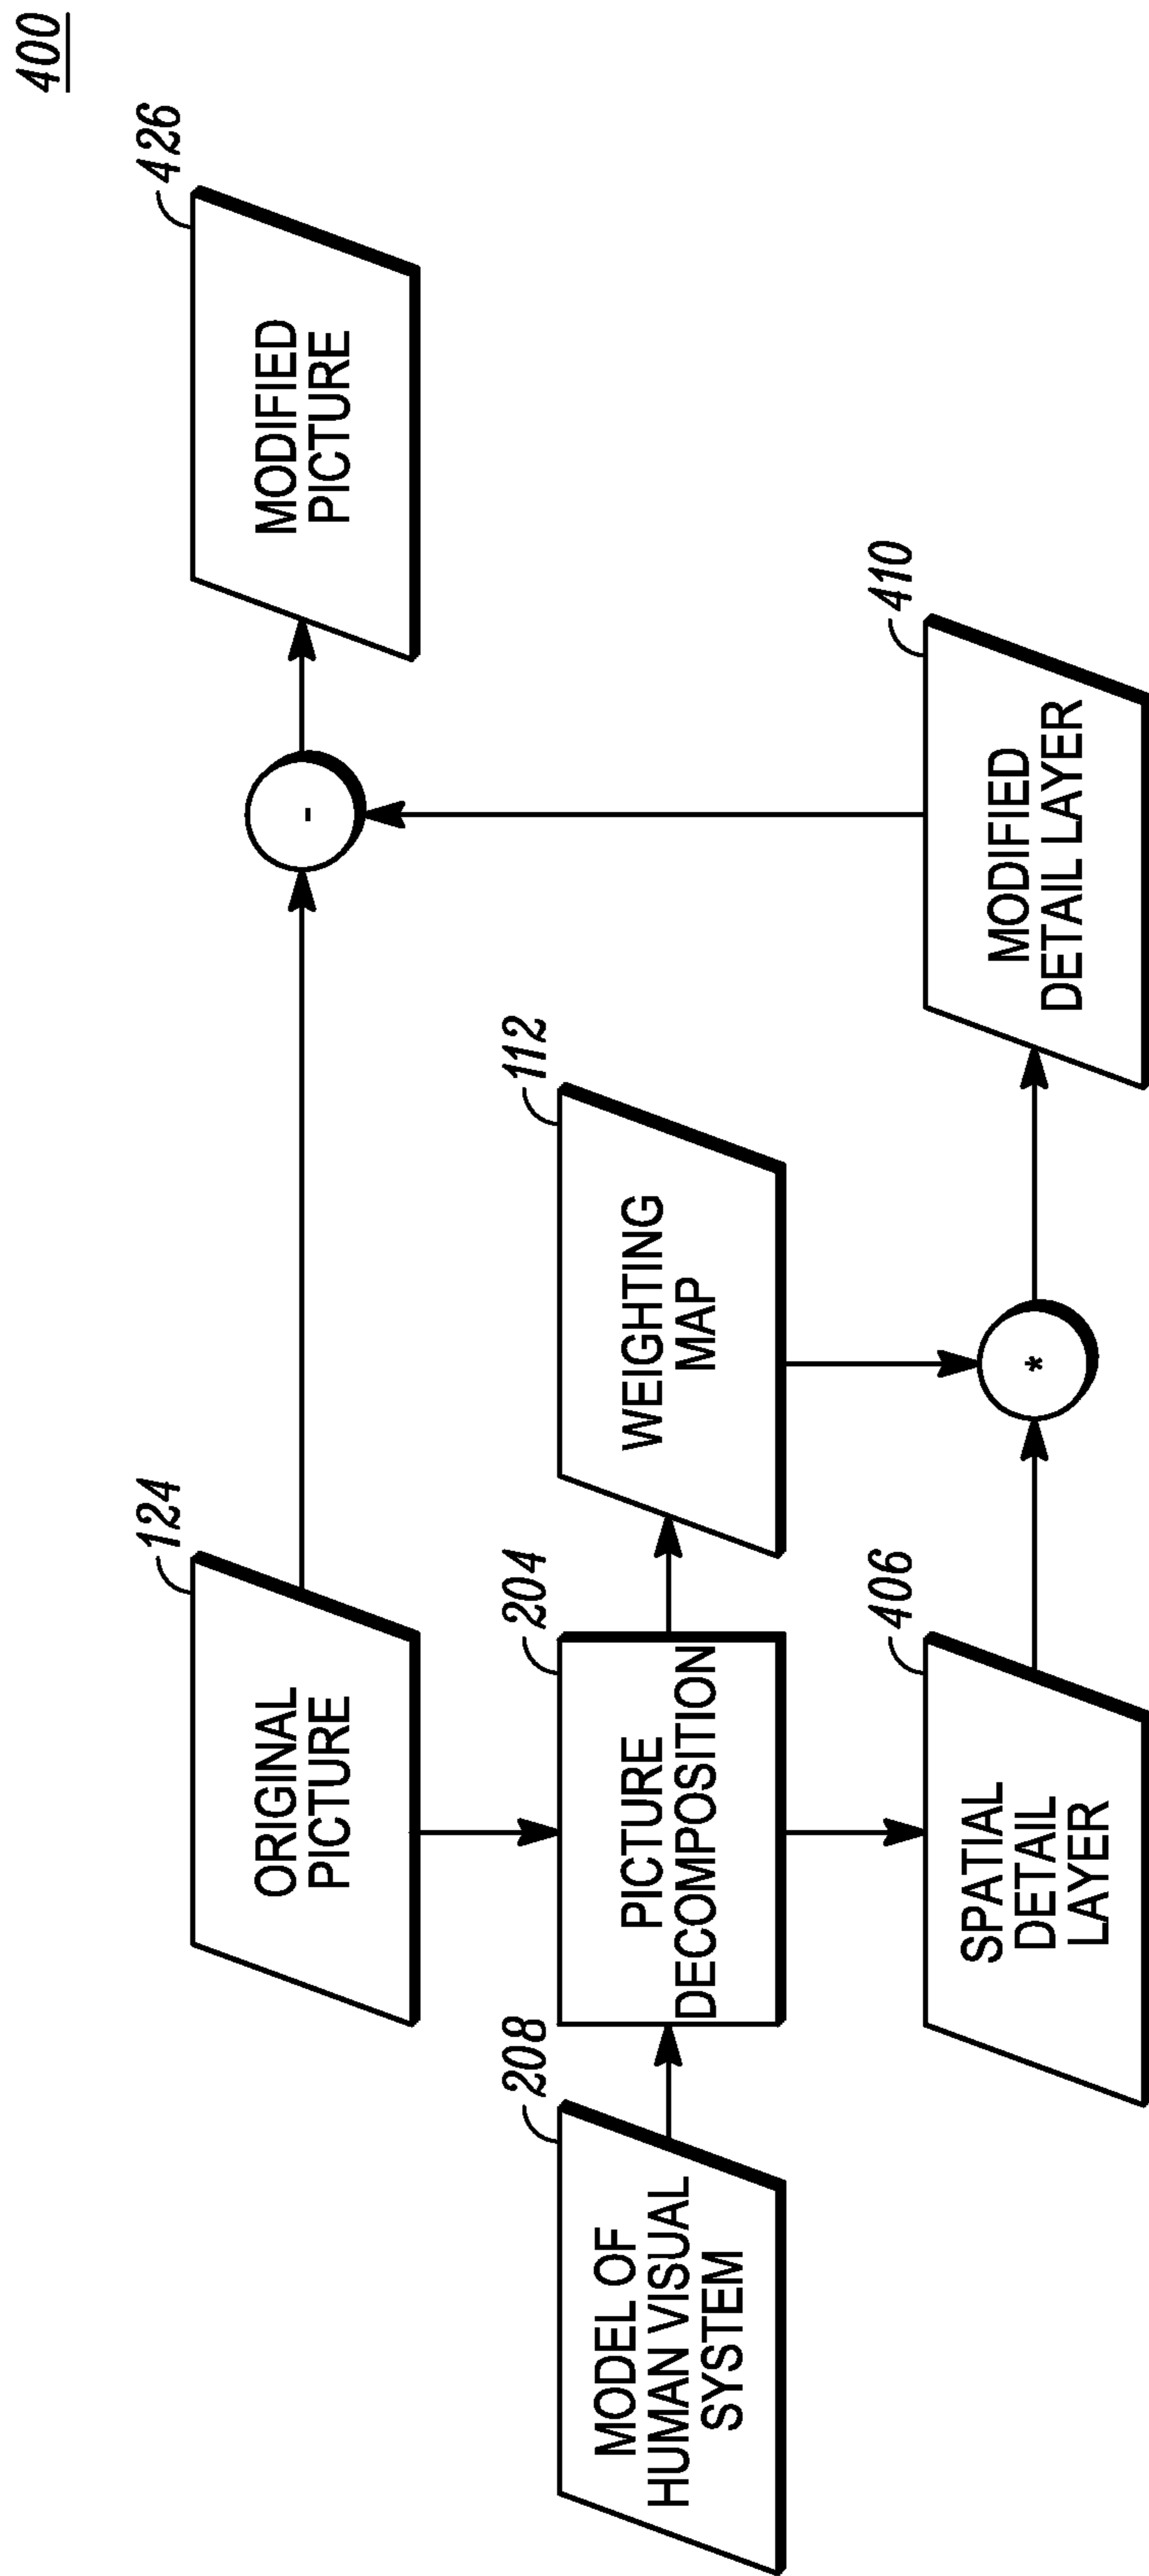 400
124
ORIGINAL
PICTURE
426
MODIFIED
PICTURE
-
208
MODEL OF
HUMAN VISUAL
SYSTEM
204
PICTURE
DECOMPOSITION
112
WEIGHTING
MAP
406
SPATIAL
DETAIL
LAYER
*
410
MODIFIED
DETAIL LAYER